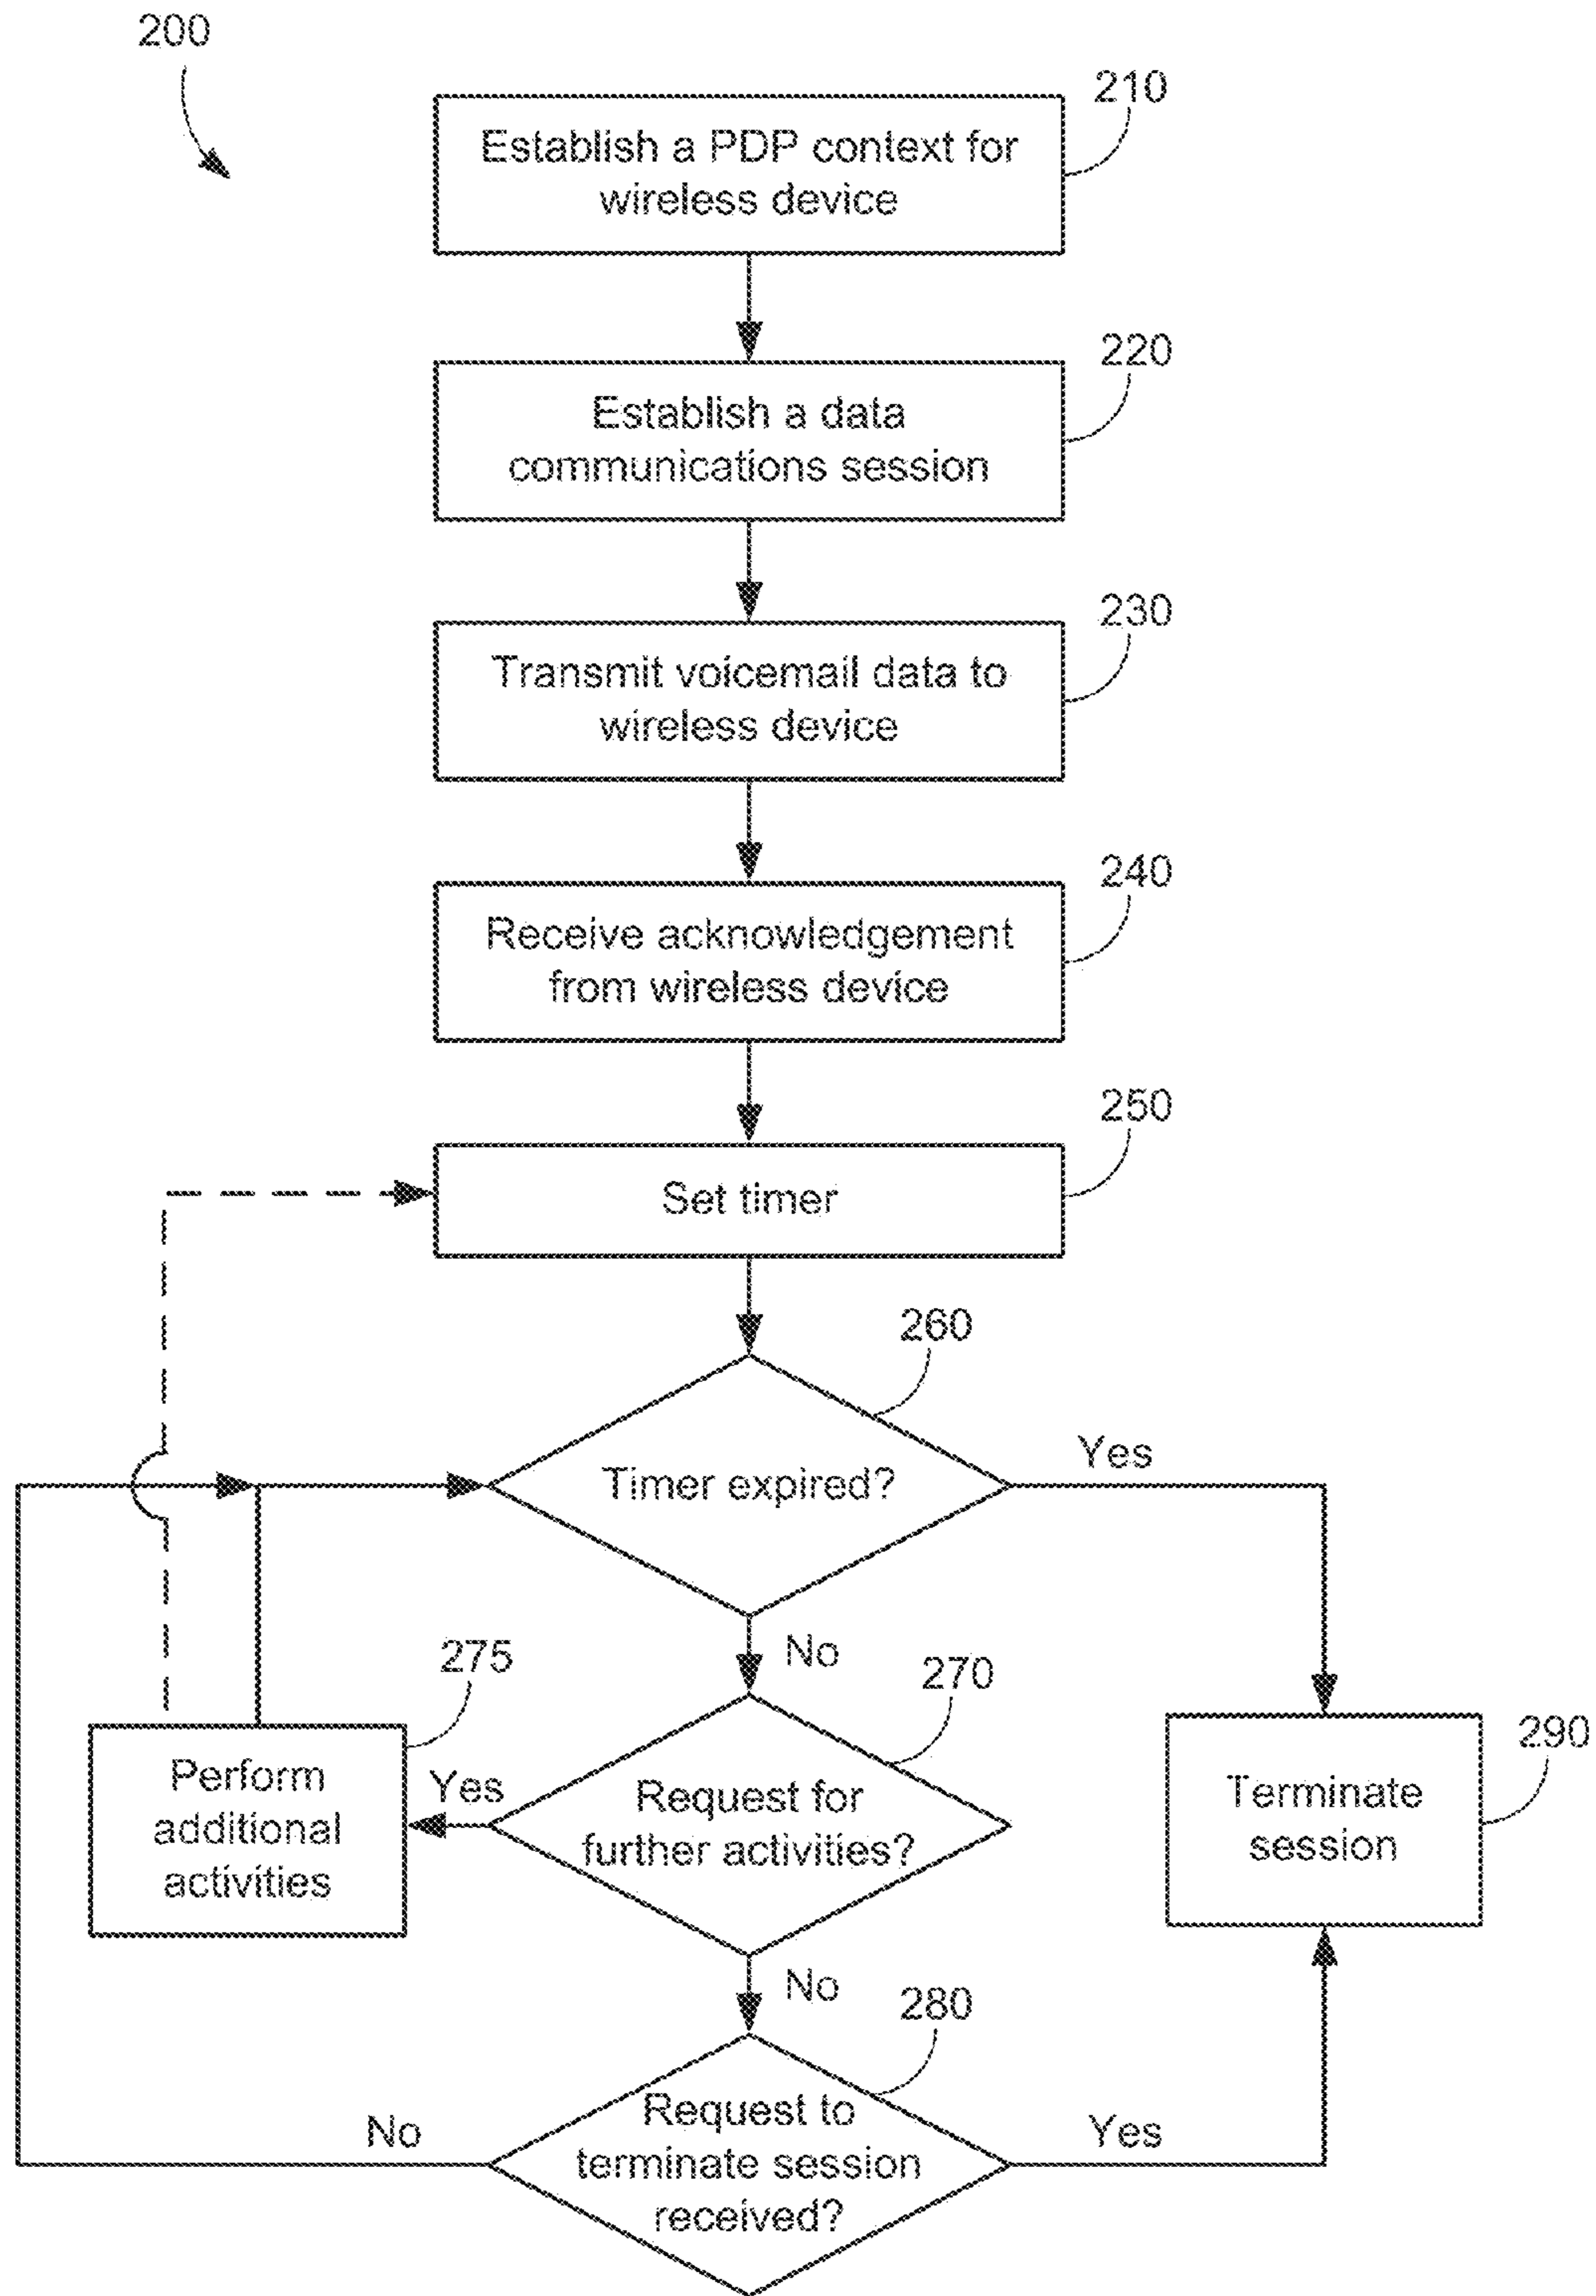 200
210
Establish a PDP context for
wireless device
220
Establish a data
communications session
230
Transmit voicemail data to
wireless device
240
Receive acknowledgement
from wireless device
250
Set timer
260
Timer expired?
Yes
No
275
270
Perform
additional
activities
Yes
Request for
further activities?
290
Terminate
session
No
280
Request to
terminate session
received?
No
Yes